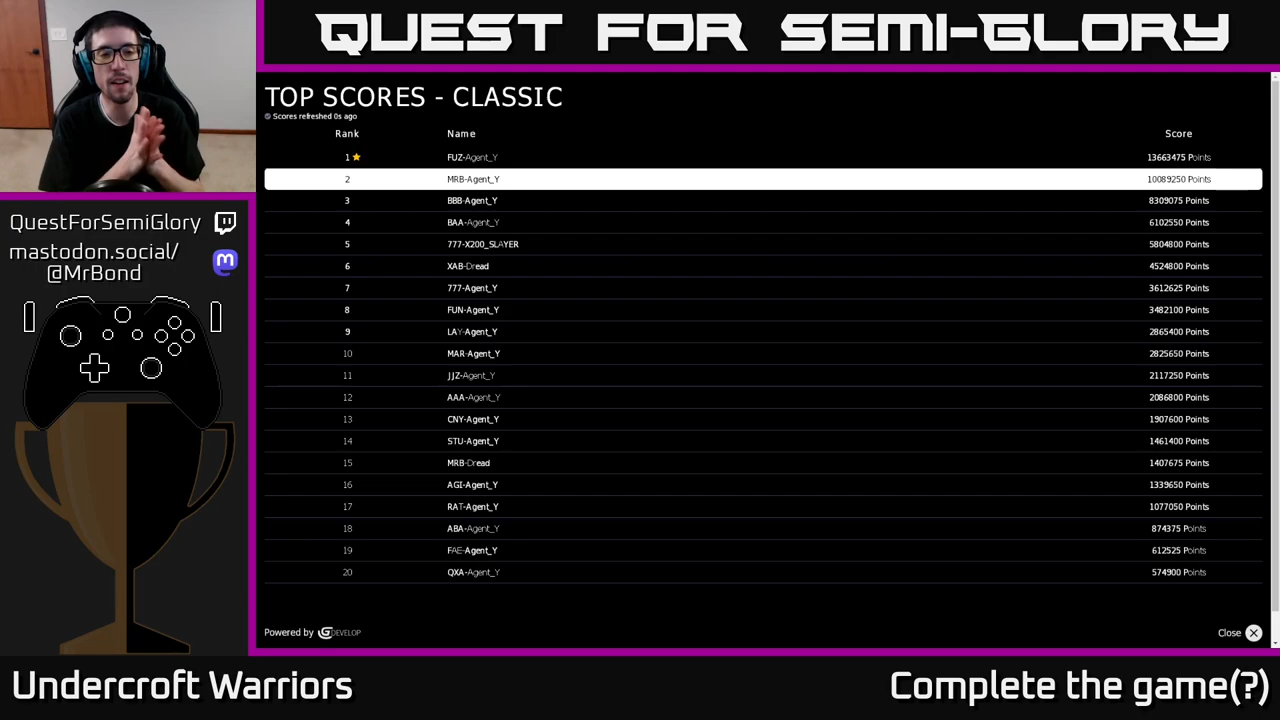 QUEST FOR SEMI-GLORY
TOP SCORES - CLASSIC
Scores refreshed 0s ago
Rank Name Score
1 FUZ-Agent_Y 13663475 Points
2 MRB-Agent_Y 10089250 Points
3 BBB-Agent_Y 8309075 Points
4 BAA-Agent_Y 6102550 Points
5 777-X200_SLAYER 5804800 Points
6 XAB-Dread 4524800 Points
7 777-Agent_Y 3612625 Points
8 FUN-Agent_Y 3482100 Points
9 LAY-Agent_Y 2865400 Points
10 MAR-Agent_Y 2825650 Points
11 JJZ-Agent_Y 2117250 Points
12 AAA-Agent_Y 2086800 Points
13 CNY-Agent_Y 1907600 Points
14 STU-Agent_Y 1461400 Points
15 MRB-Dread 1407675 Points
16 AGI-Agent_Y 1339650 Points
17 RAT-Agent_Y 1077050 Points
18 ABA-Agent_Y 874375 Points
19 FAE-Agent_Y 612525 Points
20 QXA-Agent_Y 574900 Points
Powered by GDEVELOP
Close
QuestForSemiGlory
mastodon.social/
@MrBond
Undercroft Warriors
Complete the game(?)